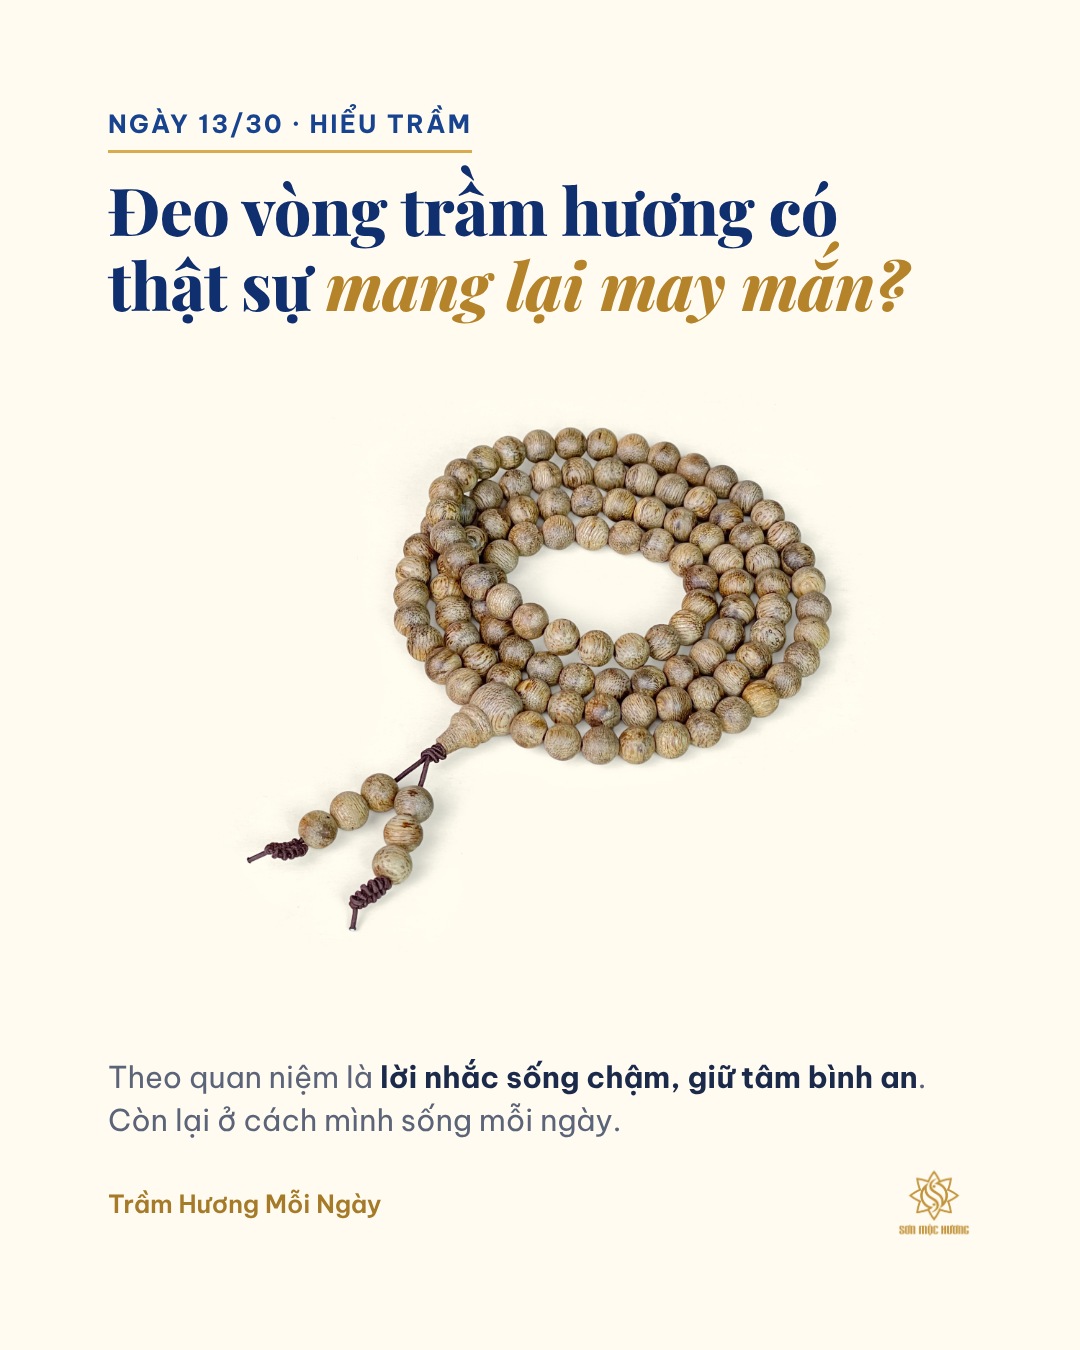 NGÀY 13/30 · HIỂU TRẦM
Đeo vòng trầm hương có
thật sự mang lại may mắn?
Theo quan niệm là lời nhắc sống chậm, giữ tâm bình an.
Còn lại ở cách mình sống mỗi ngày.
Trầm Hương Mỗi Ngày
SƠN MỘC HƯƠNG